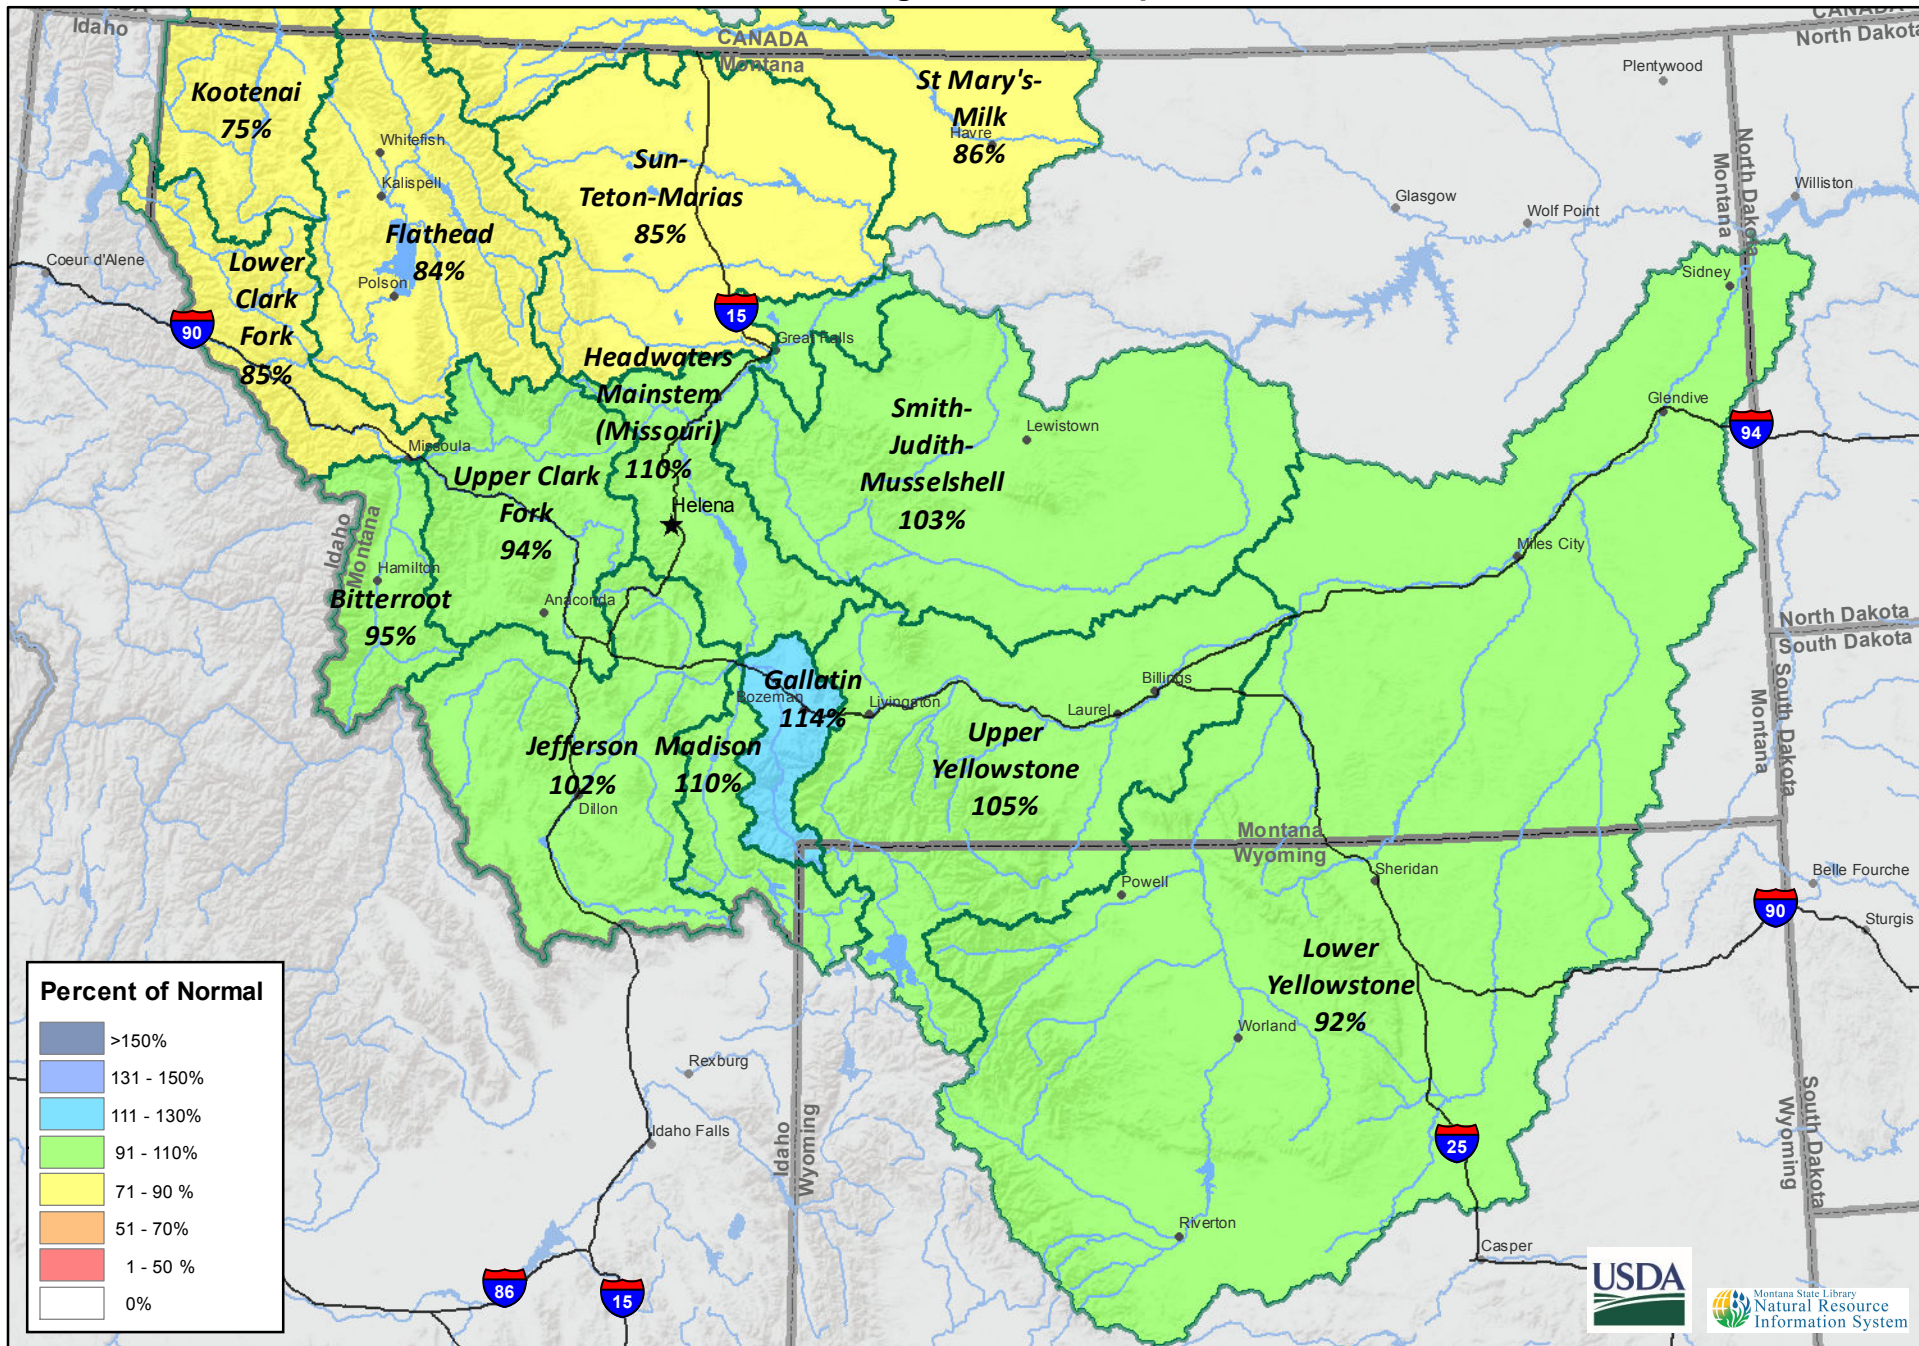 CANADA
Idaho
CANADA
Montana
CANADA
North Dakota
Kootenai
75%
St Mary's-
Milk
86%
Havre
Plentywood
Whitefish
Kalispell
Sun-
Teton-Marias
85%
North Dakota
Montana
Williston
Glasgow
Wolf Point
Flathead
84%
Polson
Coeur d'Alene
Lower
Clark
Fork
85%
90
15
Sidney
Great Falls
Headwaters
Mainstem
(Missouri)
110%
Helena
Smith-
Judith-
Musselshell
103%
Lewistown
Glendive
94
Missoula
Upper Clark
Fork
94%
Idaho
Montana
Hamilton
Bitterroot
95%
Anaconda
Miles City
North Dakota
South Dakota
South Dakota
Montana
Gallatin
114%
Bozeman
Livingston
Billings
Laurel
Jefferson
102%
Dillon
Madison
110%
Upper
Yellowstone
105%
Montana
Wyoming
Powell
Sheridan
Belle Fourche
90
Sturgis
Lower
Yellowstone
92%
Worland
Percent of Normal
>150%
131 - 150%
111 - 130%
91 - 110%
71 - 90 %
51 - 70%
1 - 50 %
0%
Rexburg
Idaho Falls
Idaho
Wyoming
South Dakota
Wyoming
25
Riverton
Casper
86
15
USDA
Montana State Library
Natural Resource
Information System